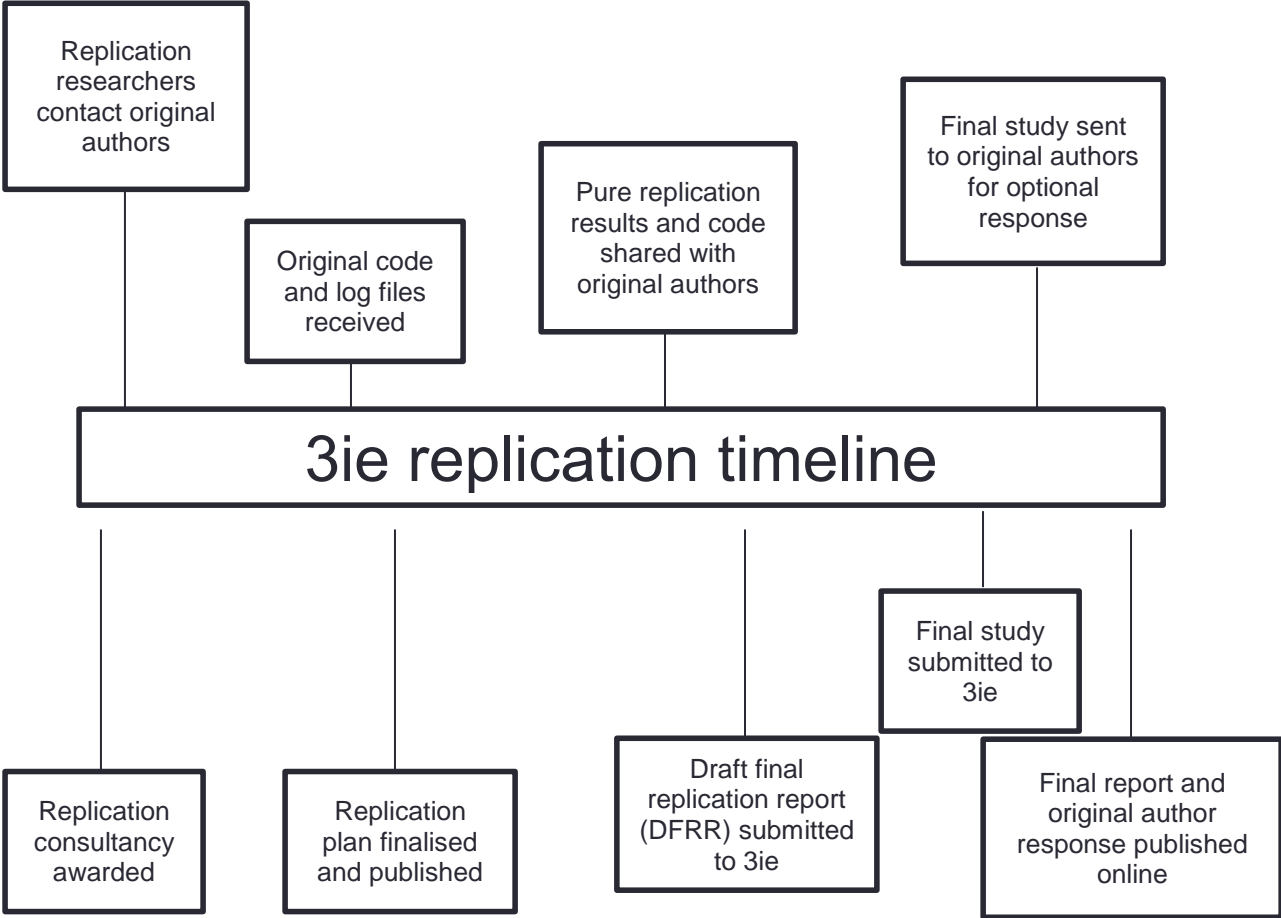 Replication
researchers
contact original
authors
Final study sent
to original authors
for optional
response
Pure replication
results and code
shared with
original authors
Original code
and log files
received
3ie replication timeline
Final study
submitted to
3ie
Draft final
replication report
(DFRR) submitted
to 3ie
Final report and
original author
response published
online
Replication
consultancy
awarded
Replication
plan finalised
and published